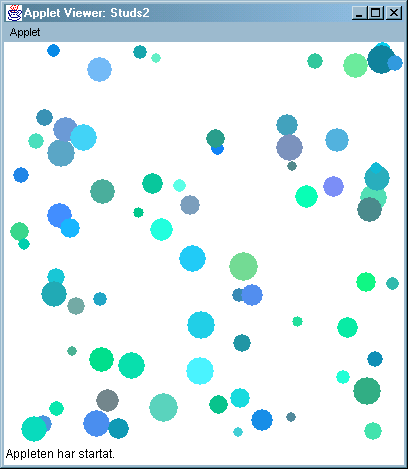 Applet Viewer: Studs2
Applet
Appleten har startat.